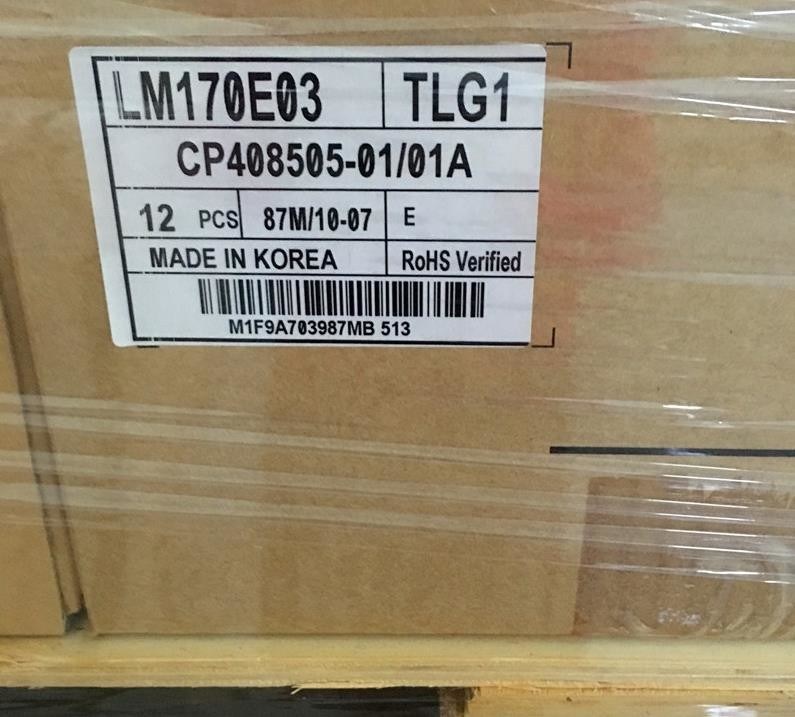 LM170E03 TLG1
CP408505-01/01A
12 PCS 87M/10-07 E
MADE IN KOREA RoHS Verified
M1F9A703987MB 513